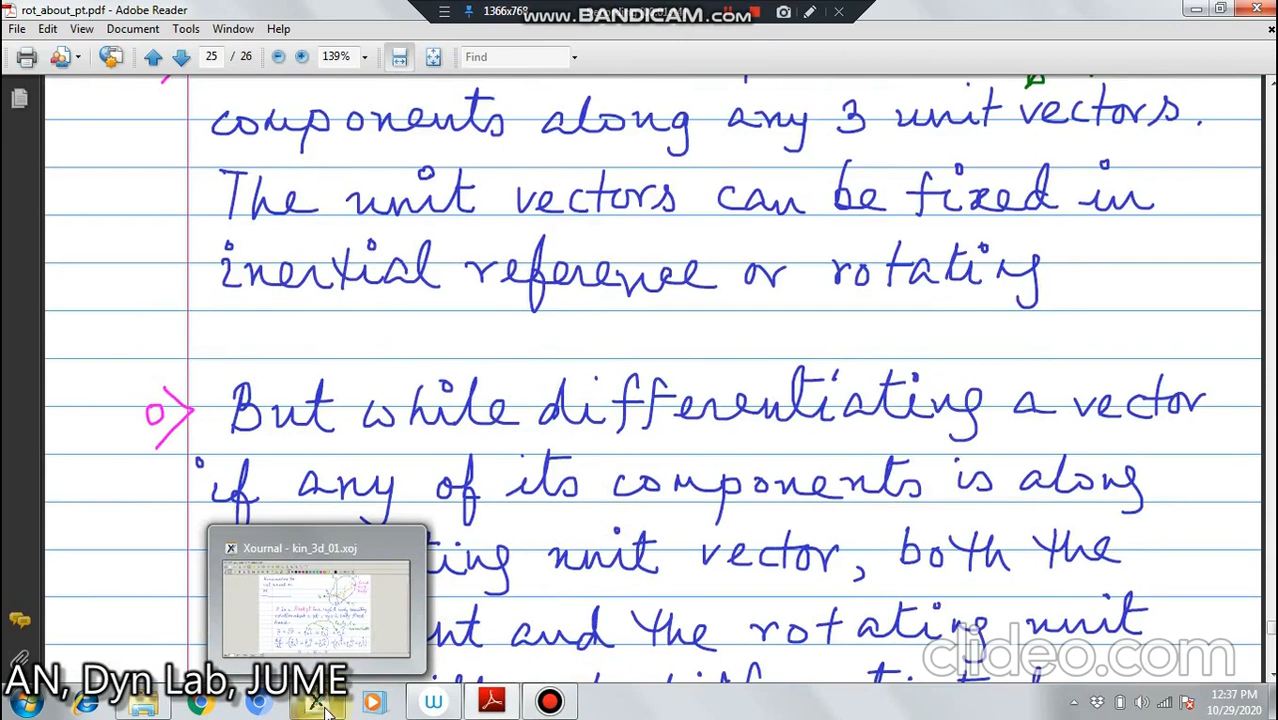 rot_about_pt.pdf - Adobe Reader
1366x768
www.BANDICAM.com
File Edit View Document Tools Window Help
25 / 26 139% Find
components along any 3 unit vectors.
The unit vectors can be fixed in
inertial reference or rotating
But while differentiating a vector
if any of its components is along
ting unit vector, both the
nt and the rotating unit
Xournal - kin_3d_01.xoj
clideo.com
AN, Dyn Lab, JUME
12:37 PM
10/29/2020